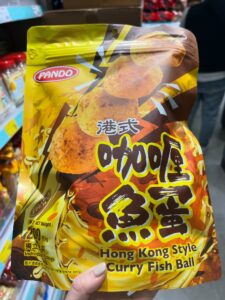 PANDO
港式
咖喱
魚蛋
Hong Kong Style
Curry Fish Ball